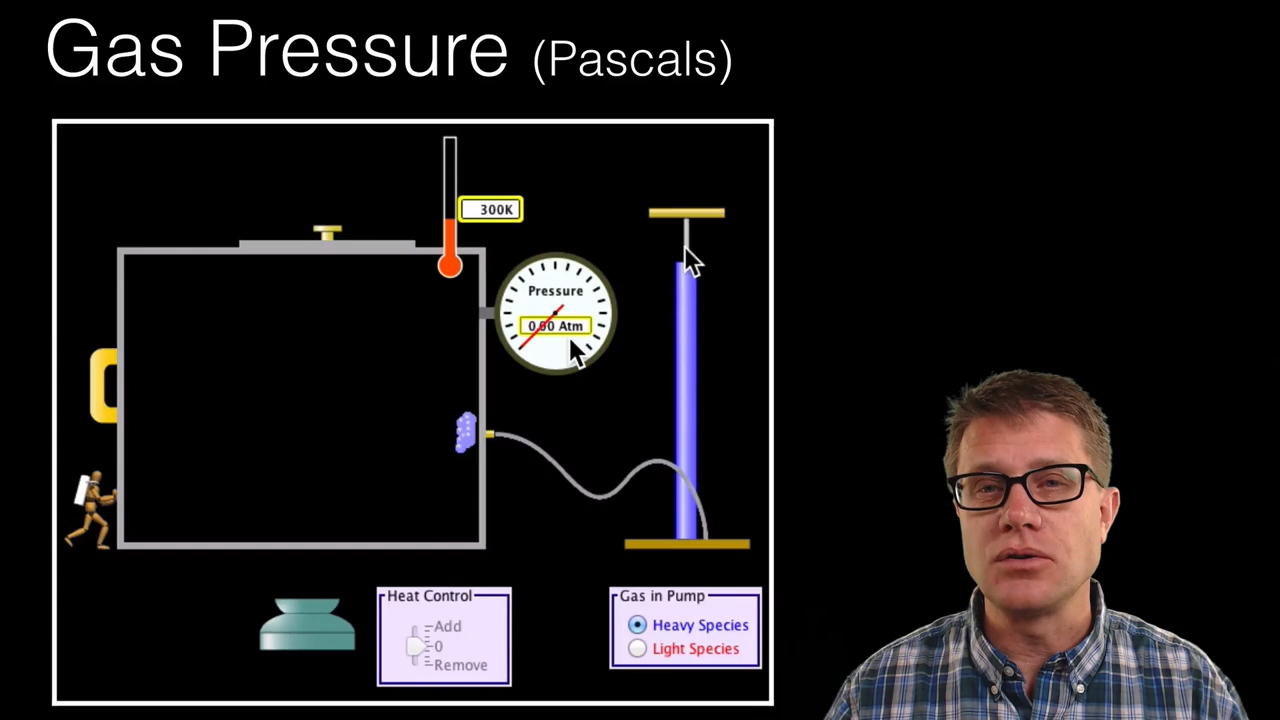 Gas Pressure (Pascals)
300K
Pressure
0.00 Atm
Heat Control
Add
0
Remove
Gas in Pump
Heavy Species
Light Species